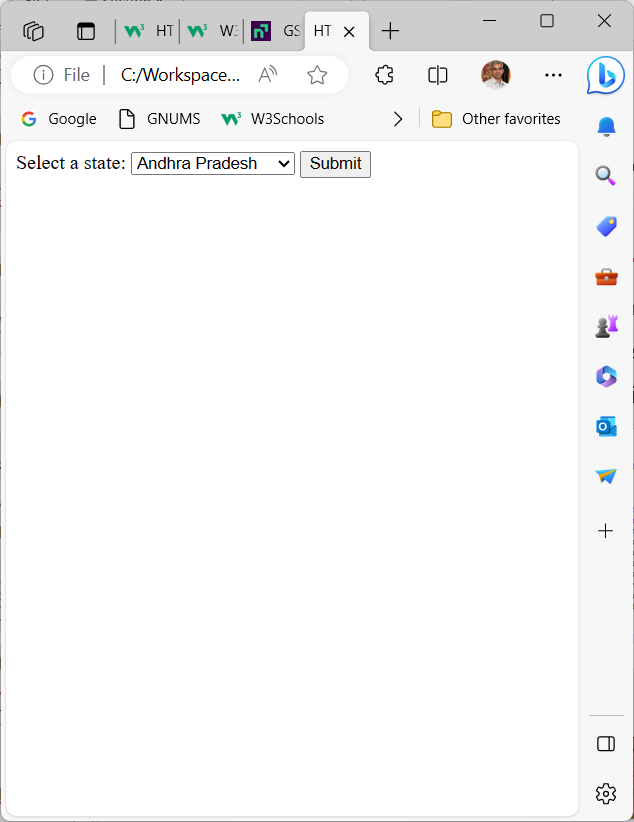 HT W3 GS HT
File C:/Workspace...
Google GNUMS W3Schools Other favorites
Select a state: Andhra Pradesh Submit